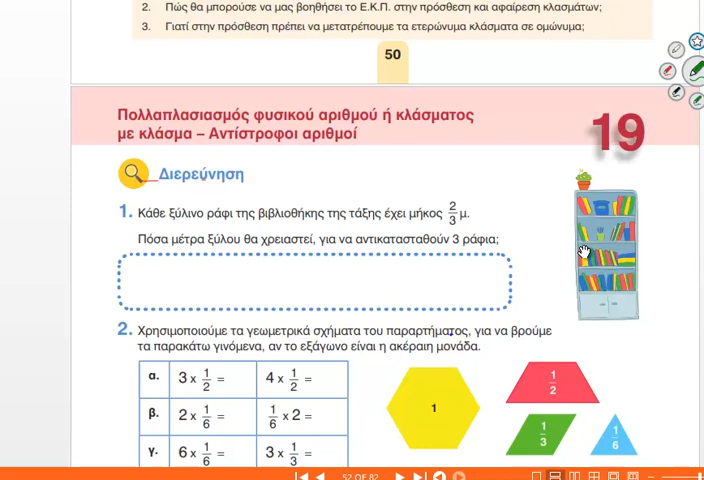 2. Πώς θα μπορούσε να μας βοηθήσει το Ε.Κ.Π. στην πρόσθεση και αφαίρεση κλασμάτων;
3. Γιατί στην πρόσθεση πρέπει να μετατρέπουμε τα ετερώνυμα κλάσματα σε ομώνυμα;
50
Πολλαπλασιασμός φυσικού αριθμού ή κλάσματος
με κλάσμα – Αντίστροφοι αριθμοί
19
Διερεύνηση
1. Κάθε ξύλινο ράφι της βιβλιοθήκης της τάξης έχει μήκος 2/3 μ.
Πόσα μέτρα ξύλου θα χρειαστεί, για να αντικατασταθούν 3 ράφια;
2. Χρησιμοποιούμε τα γεωμετρικά σχήματα του παραρτήματος, για να βρούμε
τα παρακάτω γινόμενα, αν το εξάγωνο είναι η ακέραιη μονάδα.
α. 3 x 1/2 = 4 x 1/2 =
β. 2 x 1/6 = 1/6 x 2 =
γ. 6 x 1/6 = 3 x 1/3 =
1
1/2
1/3
1/6
52 OF 82